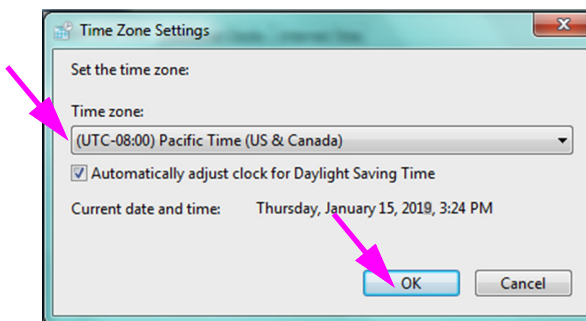 Time Zone Settings
Set the time zone:
Time zone:
(UTC-08:00) Pacific Time (US & Canada)
Automatically adjust clock for Daylight Saving Time
Current date and time: Thursday, January 15, 2019, 3:24 PM
OK Cancel